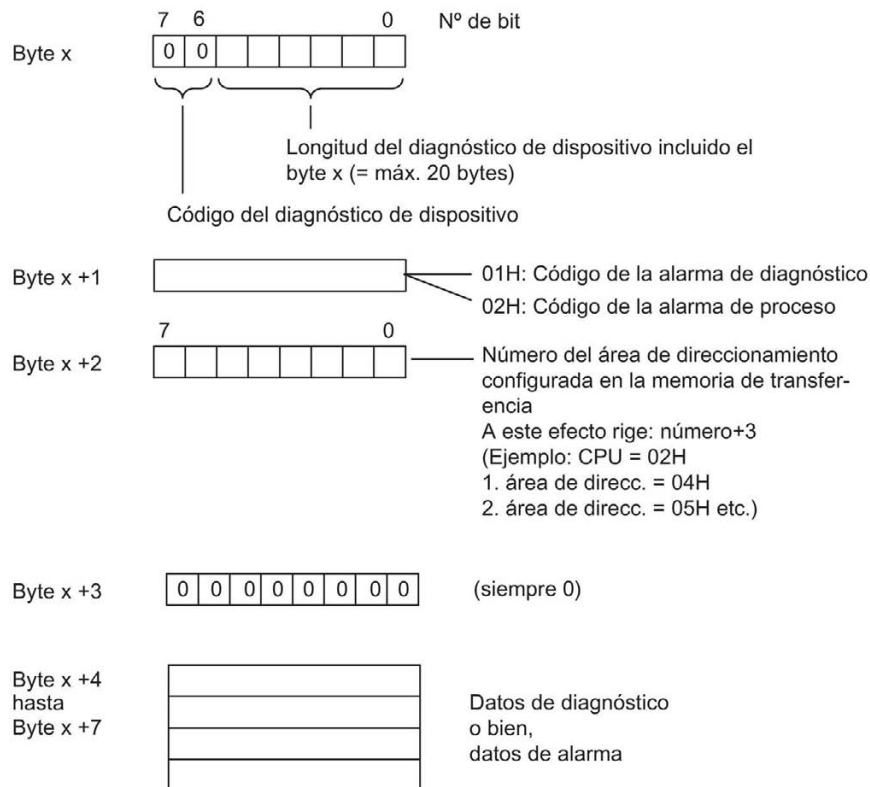 7 6 0 Nº de bit
Byte x 0 0
Longitud del diagnóstico de dispositivo incluido el
byte x (= máx. 20 bytes)
Código del diagnóstico de dispositivo
Byte x +1
01H: Código de la alarma de diagnóstico
02H: Código de la alarma de proceso
7 0
Byte x +2
Número del área de direccionamiento
configurada en la memoria de transfer-
encia
A este efecto rige: número+3
(Ejemplo: CPU = 02H
1. área de direcc. = 04H
2. área de direcc. = 05H etc.)
Byte x +3 0 0 0 0 0 0 0 0 (siempre 0)
Byte x +4
hasta
Byte x +7
Datos de diagnóstico
o bien,
datos de alarma